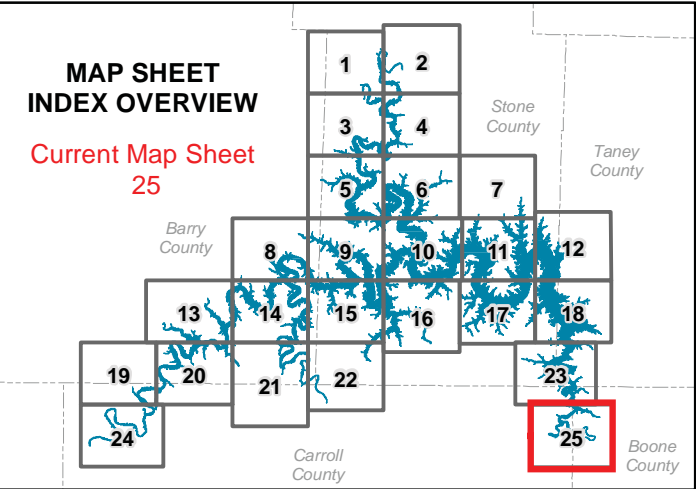 MAP SHEET
INDEX OVERVIEW
Current Map Sheet
25
1
2
3
4
Stone
County
Taney
County
5
6
7
Barry
County
8
9
10
11
12
13
14
15
16
17
18
19
20
21
22
23
24
25
Carroll
County
Boone
County